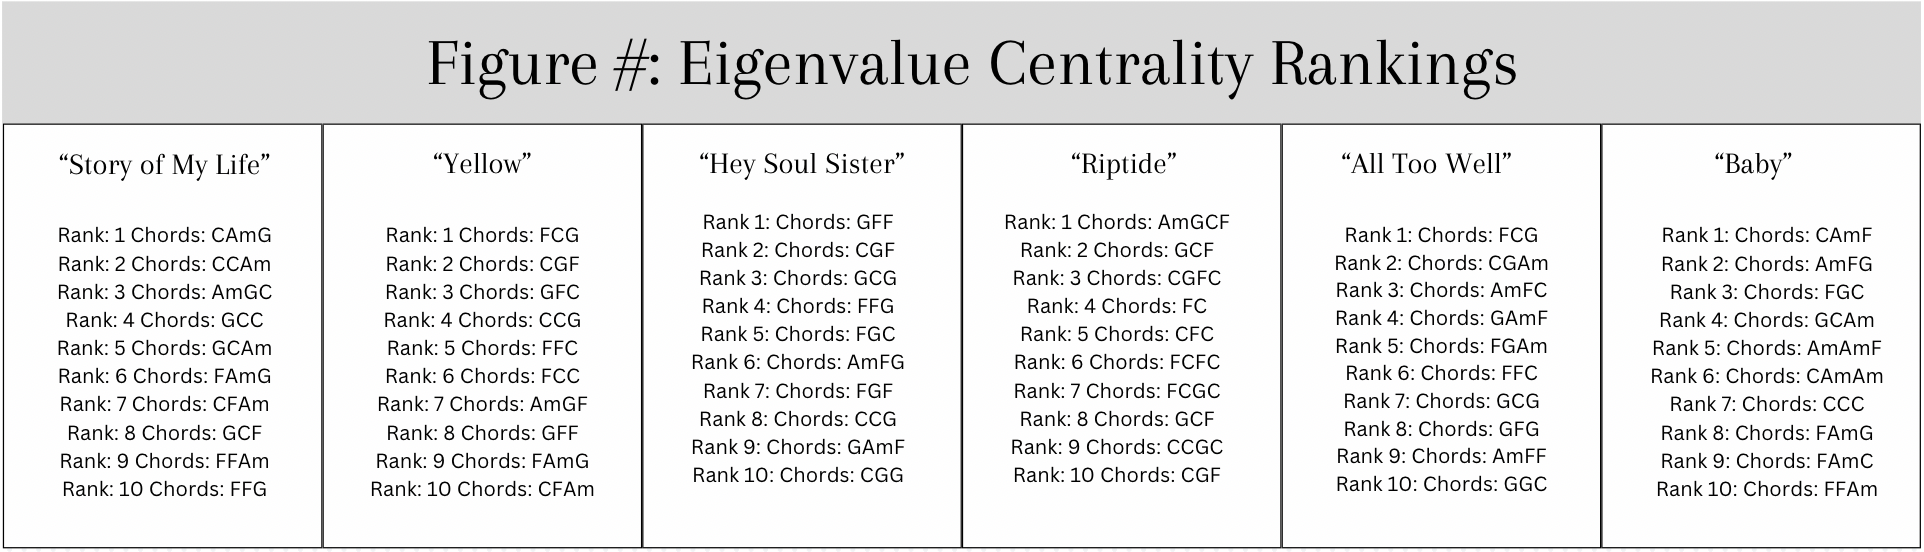 Figure #: Eigenvalue Centrality Rankings
“Story of My Life”
Rank: 1 Chords: CAmG
Rank: 2 Chords: CCAm
Rank: 3 Chords: AmGC
Rank: 4 Chords: GCC
Rank: 5 Chords: GCAm
Rank: 6 Chords: FAmG
Rank: 7 Chords: CFAm
Rank: 8 Chords: GCF
Rank: 9 Chords: FFAm
Rank: 10 Chords: FFG
“Yellow”
Rank: 1 Chords: FCG
Rank: 2 Chords: CGF
Rank: 3 Chords: GFC
Rank: 4 Chords: CCG
Rank: 5 Chords: FFC
Rank: 6 Chords: FCC
Rank: 7 Chords: AmGF
Rank: 8 Chords: GFF
Rank: 9 Chords: FAmG
Rank: 10 Chords: CFAm
“Hey Soul Sister”
Rank 1: Chords: GFF
Rank 2: Chords: CGF
Rank 3: Chords: GCG
Rank 4: Chords: FFG
Rank 5: Chords: FGC
Rank 6: Chords: AmFG
Rank 7: Chords: FGF
Rank 8: Chords: CCG
Rank 9: Chords: GAmF
Rank 10: Chords: CGG
“Riptide”
Rank: 1 Chords: AmGCF
Rank: 2 Chords: GCF
Rank: 3 Chords: CGFC
Rank: 4 Chords: FC
Rank: 5 Chords: CFC
Rank: 6 Chords: FCFC
Rank: 7 Chords: FCGC
Rank: 8 Chords: GCF
Rank: 9 Chords: CCGC
Rank: 10 Chords: CGF
“All Too Well”
Rank 1: Chords: FCG
Rank 2: Chords: CGAm
Rank 3: Chords: AmFC
Rank 4: Chords: GAmF
Rank 5: Chords: FGAm
Rank 6: Chords: FFC
Rank 7: Chords: GCG
Rank 8: Chords: GFG
Rank 9: Chords: AmFF
Rank 10: Chords: GGC
“Baby”
Rank 1: Chords: CAmF
Rank 2: Chords: AmFG
Rank 3: Chords: FGC
Rank 4: Chords: GCAm
Rank 5: Chords: AmAmF
Rank 6: Chords: CAmAm
Rank 7: Chords: CCC
Rank 8: Chords: FAmG
Rank 9: Chords: FAmC
Rank 10: Chords: FFAm